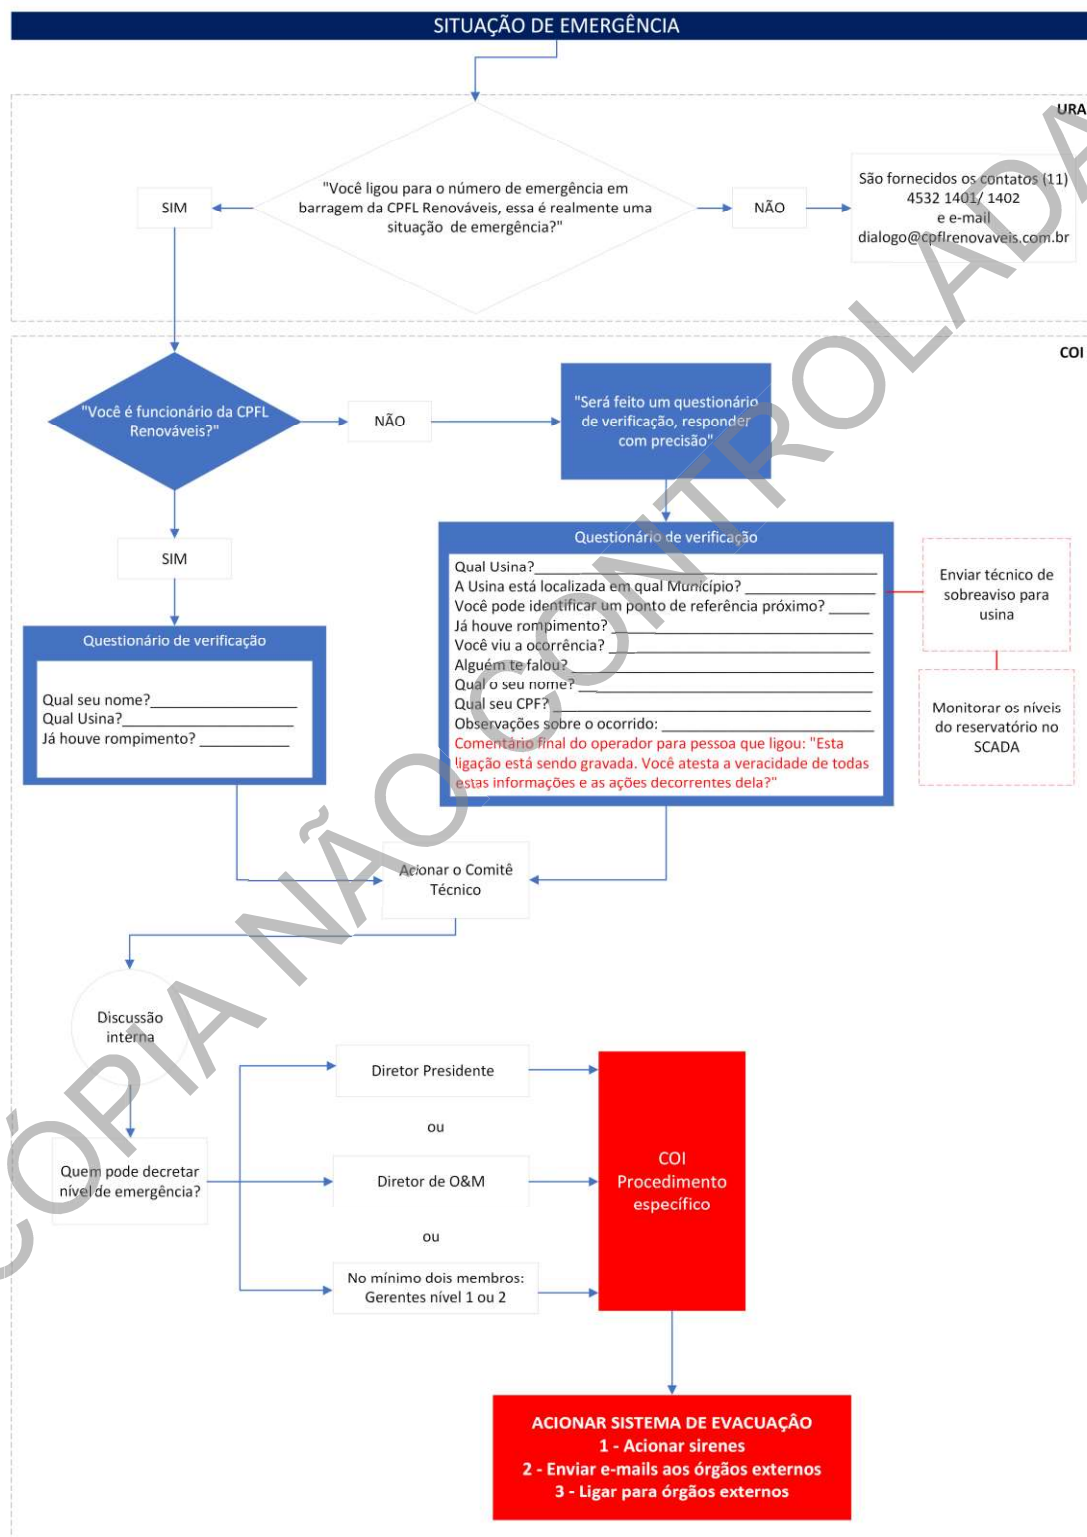 SITUAÇÃO DE EMERGÊNCIA
URA
"Você ligou para o número de emergência em
barragem da CPFL Renováveis, essa é realmente uma
situação de emergência?"
SIM
NÃO
São fornecidos os contatos (11)
4532 1401/ 1402
e e-mail
dialogo@cpflrenovaveis.com.br
COI
"Você é funcionário da CPFL
Renováveis?"
NÃO
"Será feito um questionário
de verificação, responder
com precisão"
SIM
Questionário de verificação
Qual seu nome?
Qual Usina?
Já houve rompimento?
Questionário de verificação
Qual Usina?
A Usina está localizada em qual Município?
Você pode identificar um ponto de referência próximo?
Já houve rompimento?
Você viu a ocorrência?
Alguém te falou?
Qual o seu nome?
Qual seu CPF?
Observações sobre o ocorrido:
Comentário final do operador para pessoa que ligou: "Esta
ligação está sendo gravada. Você atesta a veracidade de todas
estas informações e as ações decorrentes dela?"
Enviar técnico de
sobreaviso para
usina
Monitorar os níveis
do reservatório no
SCADA
Acionar o Comitê
Técnico
Discussão
interna
Quem pode decretar
nível de emergência?
Diretor Presidente
ou
Diretor de O&M
ou
No mínimo dois membros:
Gerentes nível 1 ou 2
COI
Procedimento
específico
ACIONAR SISTEMA DE EVACUAÇÂO
1 - Acionar sirenes
2 - Enviar e-mails aos órgãos externos
3 - Ligar para órgãos externos
CÓPIA NÃO CONTROLADA